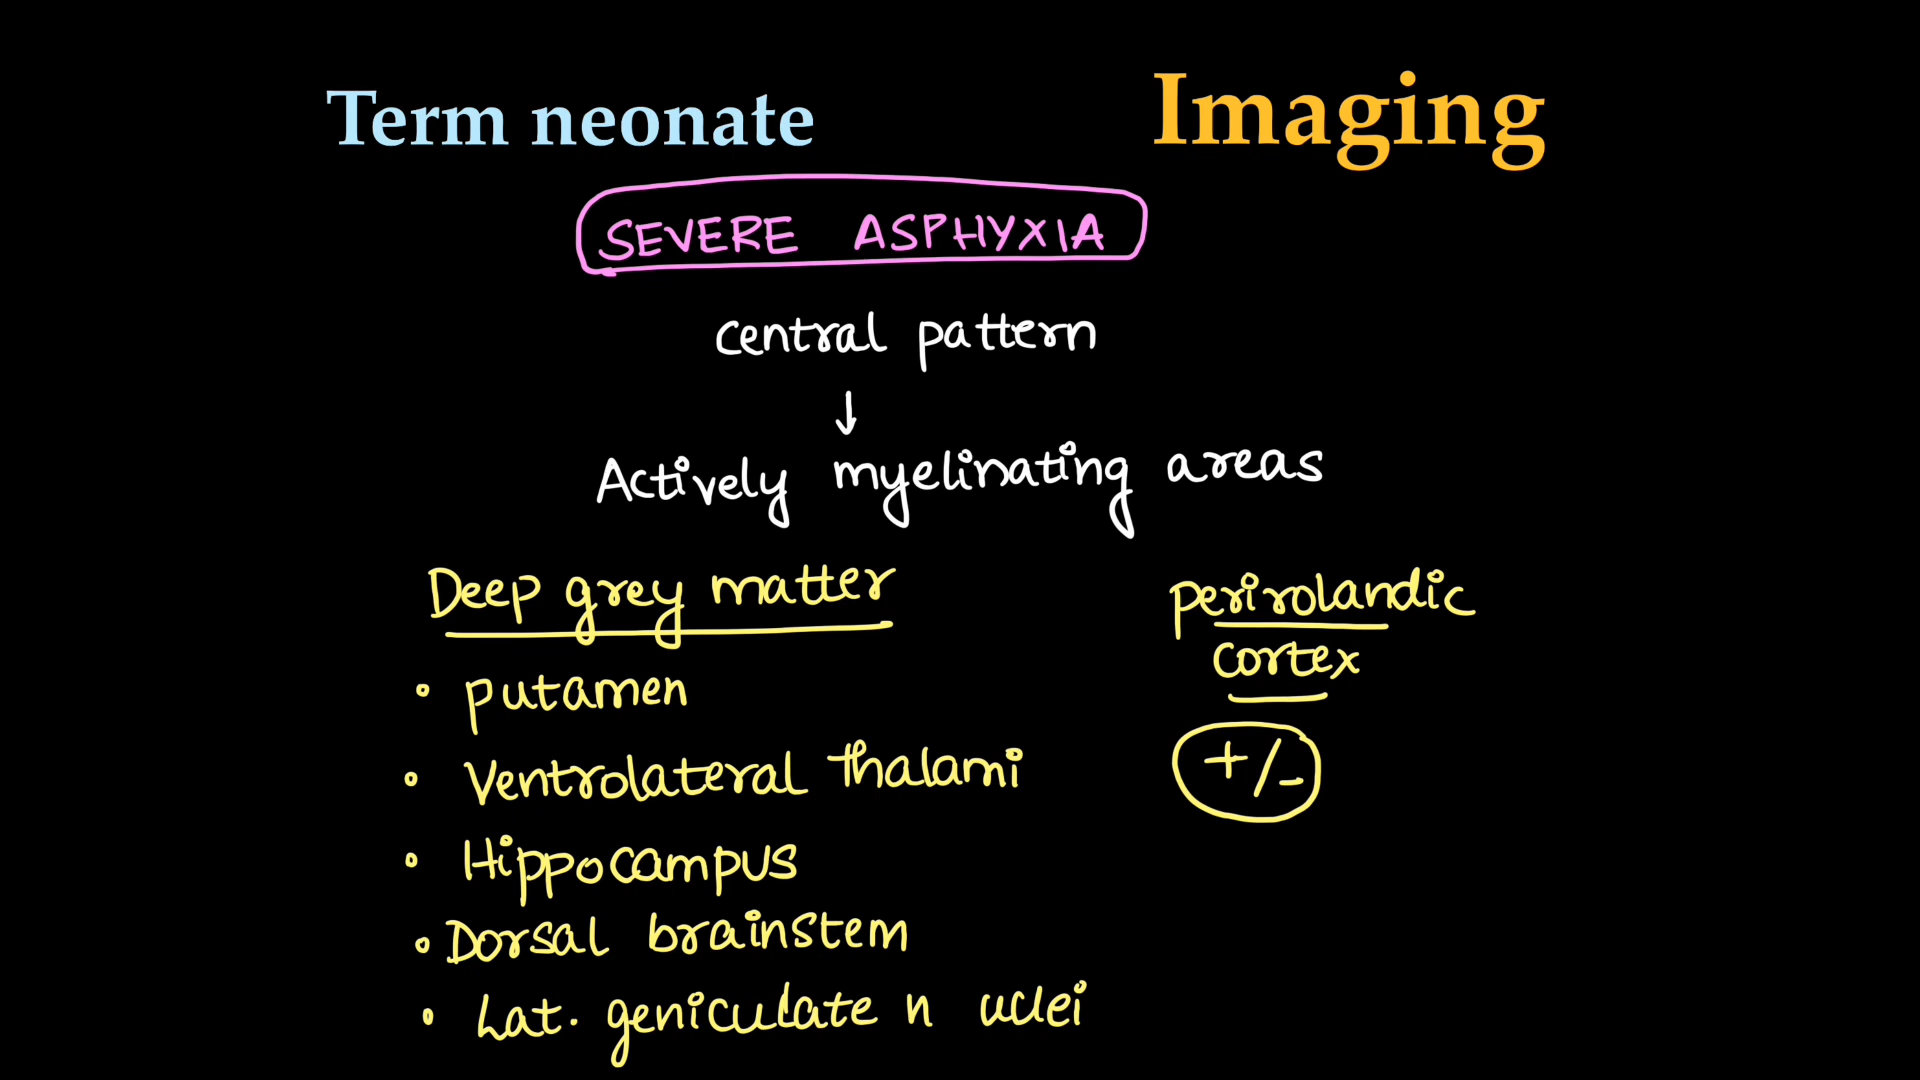 Term neonate
Imaging
SEVERE ASPHYXIA
central pattern
↓
Actively myelinating areas
Deep grey matter
• putamen
• Ventrolateral thalami
• Hippocampus
• Dorsal brainstem
• Lat. geniculate n uclei
perirolandic
cortex
+/-